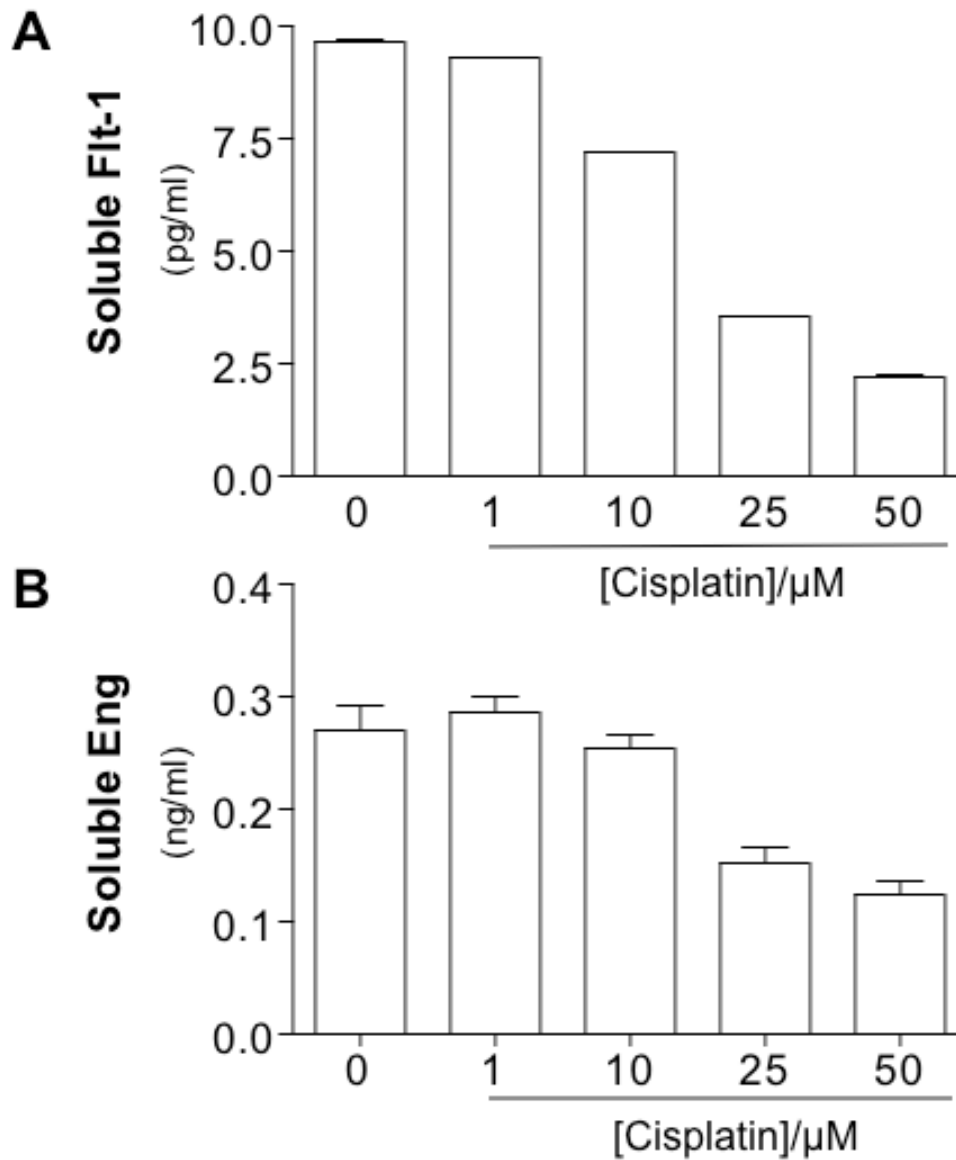 A
Soluble Flt-1
(pg/ml)
10.0
7.5
5.0
2.5
0.0
0 1 10 25 50
[Cisplatin]/µM
B
Soluble Eng
(ng/ml)
0.4
0.3
0.2
0.1
0.0
0 1 10 25 50
[Cisplatin]/µM